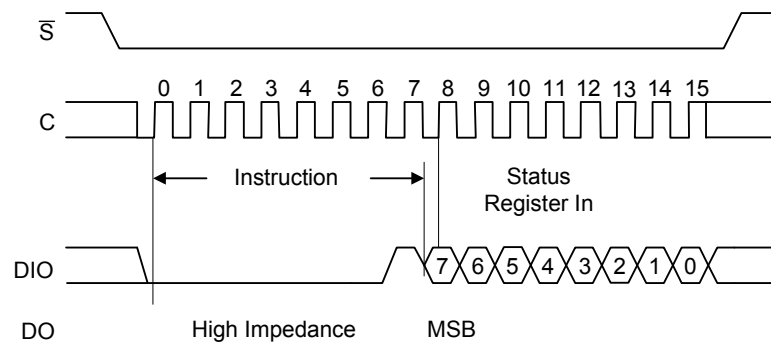 S̅
0 1 2 3 4 5 6 7 8 9 10 11 12 13 14 15
C
Instruction
Status
Register In
DIO
7 6 5 4 3 2 1 0
DO
High Impedance
MSB